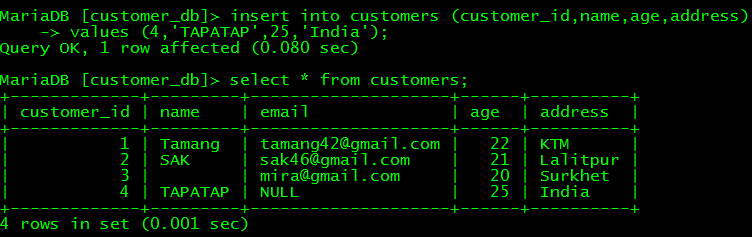 MariaDB [customer_db]> insert into customers (customer_id,name,age,address)
    -> values (4,'TAPATAP',25,'India');
Query OK, 1 row affected (0.080 sec)

MariaDB [customer_db]> select * from customers;
+-------------+---------+--------------------+------+----------+
| customer_id | name    | email              | age  | address  |
+-------------+---------+--------------------+------+----------+
|           1 | Tamang  | tamang42@gmail.com |   22 | KTM      |
|           2 | SAK     | sak46@gmail.com    |   21 | Lalitpur |
|           3 |         | mira@gmail.com     |   20 | Surkhet  |
|           4 | TAPATAP | NULL               |   25 | India    |
+-------------+---------+--------------------+------+----------+
4 rows in set (0.001 sec)